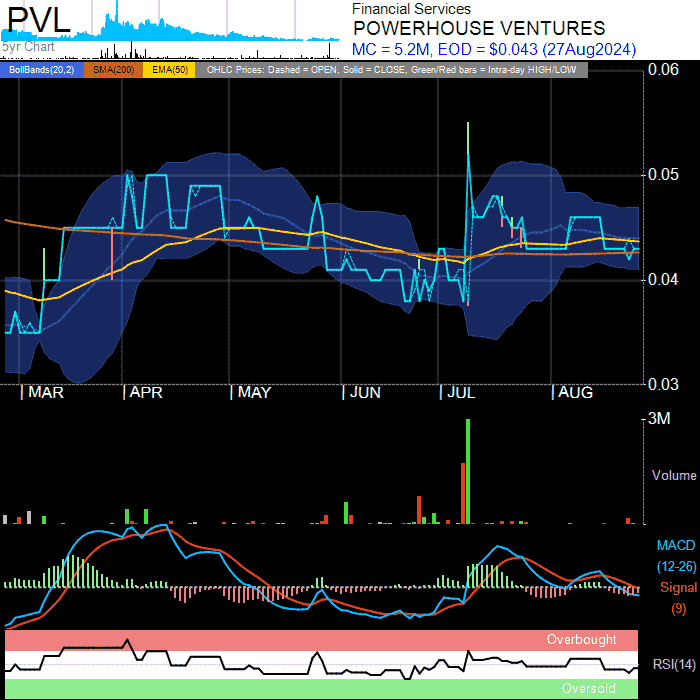 PVL
5yr Chart
Financial Services
POWERHOUSE VENTURES
MC = 5.2M, EOD = $0.043 (27Aug2024)
BollBands(20,2) SMA(200) EMA(50) OHLC Prices: Dashed = OPEN, Solid = CLOSE, Green/Red bars = Intra-day HIGH/LOW
0.06
0.05
0.04
0.03
| MAR | APR | MAY | JUN | JUL | AUG
3M
Volume
MACD
(12-26)
Signal
(9)
Overbought
RSI(14)
Oversold